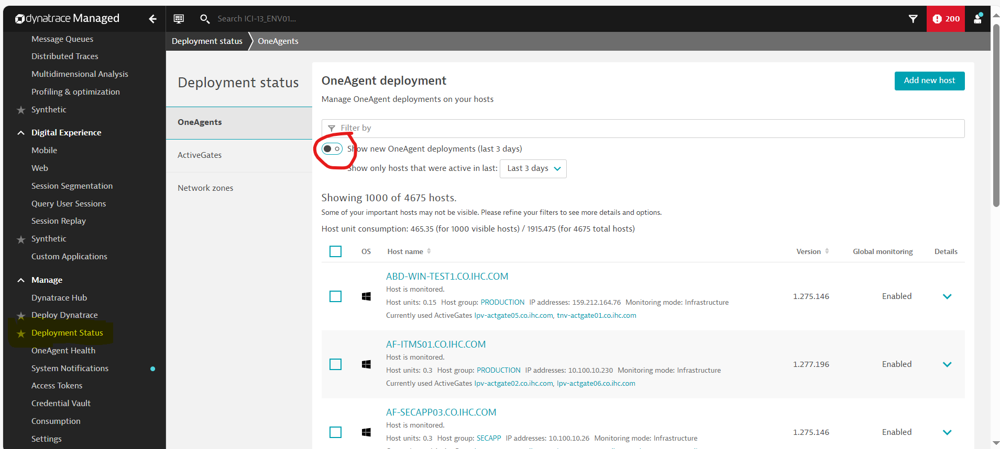 dynatrace Managed
Search ICI-13_ENV01...
200
Message Queues
Distributed Traces
Multidimensional Analysis
Profiling & optimization
Synthetic
Digital Experience
Mobile
Web
Session Segmentation
Query User Sessions
Session Replay
Synthetic
Custom Applications
Manage
Dynatrace Hub
Deploy Dynatrace
Deployment Status
OneAgent Health
System Notifications
Access Tokens
Credential Vault
Consumption
Settings
Deployment status
OneAgents
Deployment status
OneAgents
ActiveGates
Network zones
OneAgent deployment
Add new host
Manage OneAgent deployments on your hosts
Filter by
Show new OneAgent deployments (last 3 days)
Show only hosts that were active in last: Last 3 days
Showing 1000 of 4675 hosts.
Some of your important hosts may not be visible. Please refine your filters to see more details and options.
Host unit consumption: 465.35 (for 1000 visible hosts) / 1915.475 (for 4675 total hosts)
OS Host name Version Global monitoring Details
ABD-WIN-TEST1.CO.IHC.COM
Host is monitored.
Host units: 0.15 Host group: PRODUCTION IP addresses: 159.212.164.76 Monitoring mode: Infrastructure
Currently used ActiveGates lpv-actgate05.co.ihc.com, tnv-actgate01.co.ihc.com
1.275.146 Enabled
AF-ITMS01.CO.IHC.COM
Host is monitored.
Host units: 0.3 Host group: PRODUCTION IP addresses: 10.100.10.230 Monitoring mode: Infrastructure
Currently used ActiveGates lpv-actgate02.co.ihc.com, lpv-actgate06.co.ihc.com
1.277.196 Enabled
AF-SECAPP03.CO.IHC.COM
Host is monitored.
Host units: 0.3 Host group: SECAPP IP addresses: 10.100.10.26 Monitoring mode: Infrastructure
1.275.146 Enabled